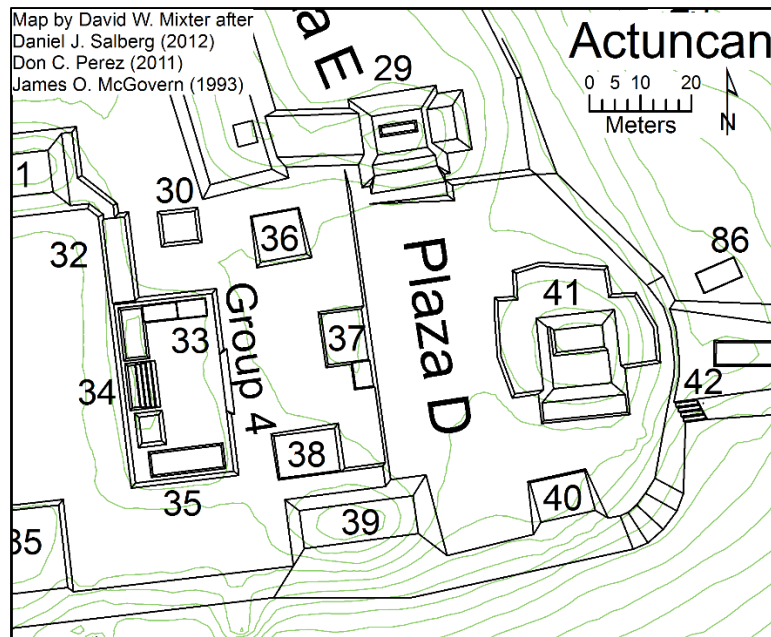 Map by David W. Mixter after
Daniel J. Salberg (2012)
Don C. Perez (2011)
James O. McGovern (1993)
Actuncan
0 5 10 20
Meters
N
za E
29
1
30
36
32
86
Plaza D
41
Group 4
33
37
34
42
38
35
40
39
35